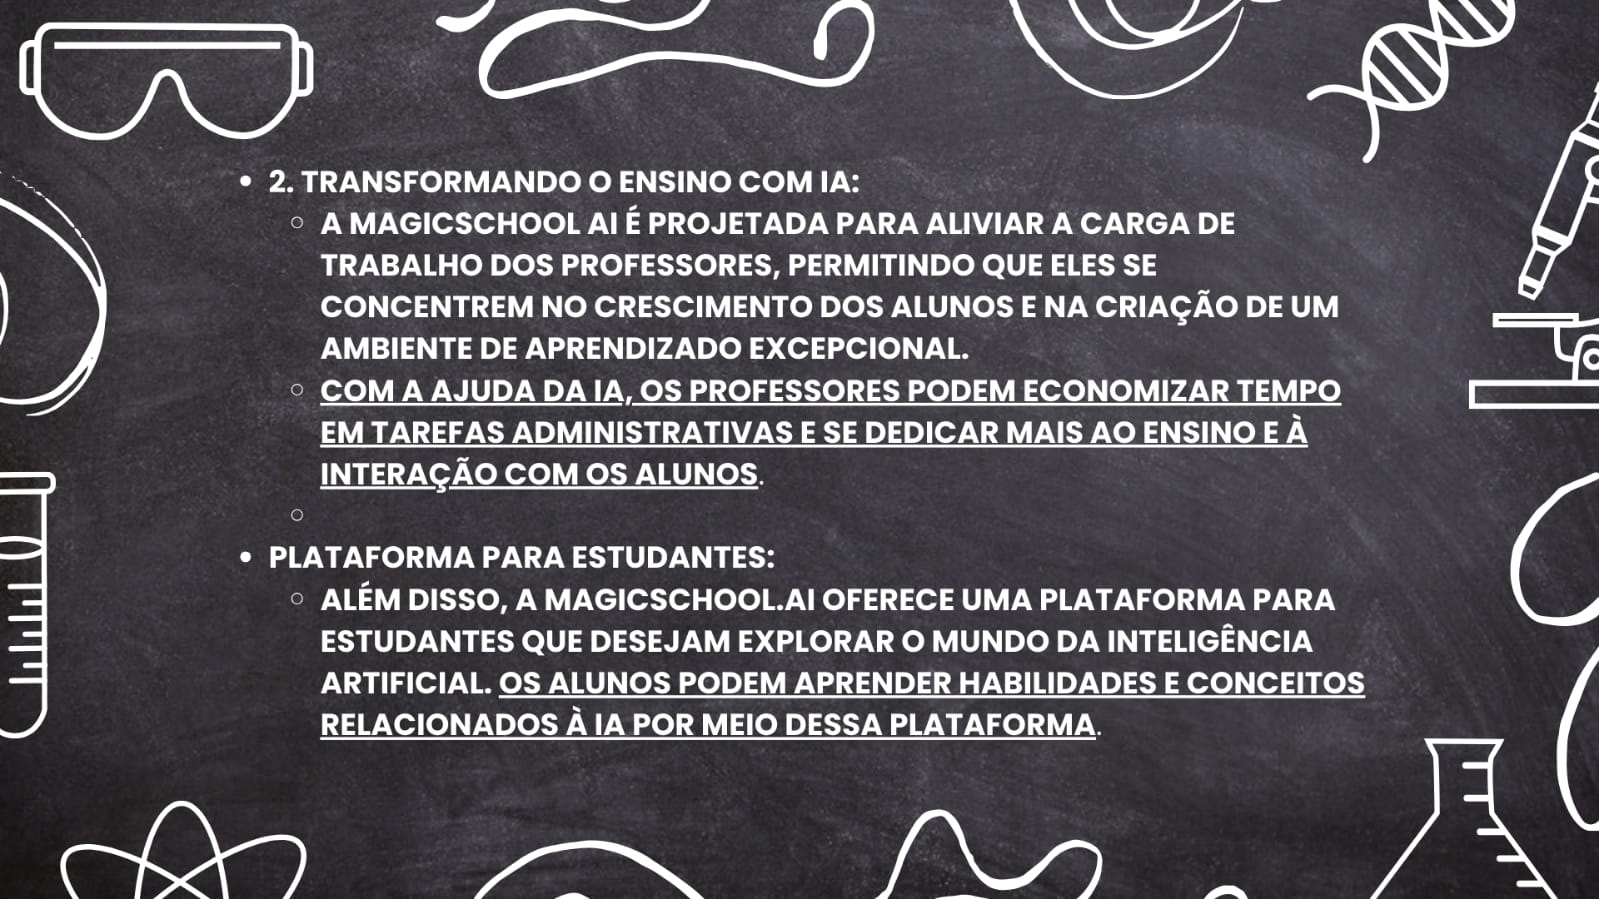 2. TRANSFORMANDO O ENSINO COM IA:
A MAGICSCHOOL AI É PROJETADA PARA ALIVIAR A CARGA DE
TRABALHO DOS PROFESSORES, PERMITINDO QUE ELES SE
CONCENTREM NO CRESCIMENTO DOS ALUNOS E NA CRIAÇÃO DE UM
AMBIENTE DE APRENDIZADO EXCEPCIONAL.
COM A AJUDA DA IA, OS PROFESSORES PODEM ECONOMIZAR TEMPO
EM TAREFAS ADMINISTRATIVAS E SE DEDICAR MAIS AO ENSINO E À
INTERAÇÃO COM OS ALUNOS.
PLATAFORMA PARA ESTUDANTES:
ALÉM DISSO, A MAGICSCHOOL.AI OFERECE UMA PLATAFORMA PARA
ESTUDANTES QUE DESEJAM EXPLORAR O MUNDO DA INTELIGÊNCIA
ARTIFICIAL. OS ALUNOS PODEM APRENDER HABILIDADES E CONCEITOS
RELACIONADOS À IA POR MEIO DESSA PLATAFORMA.